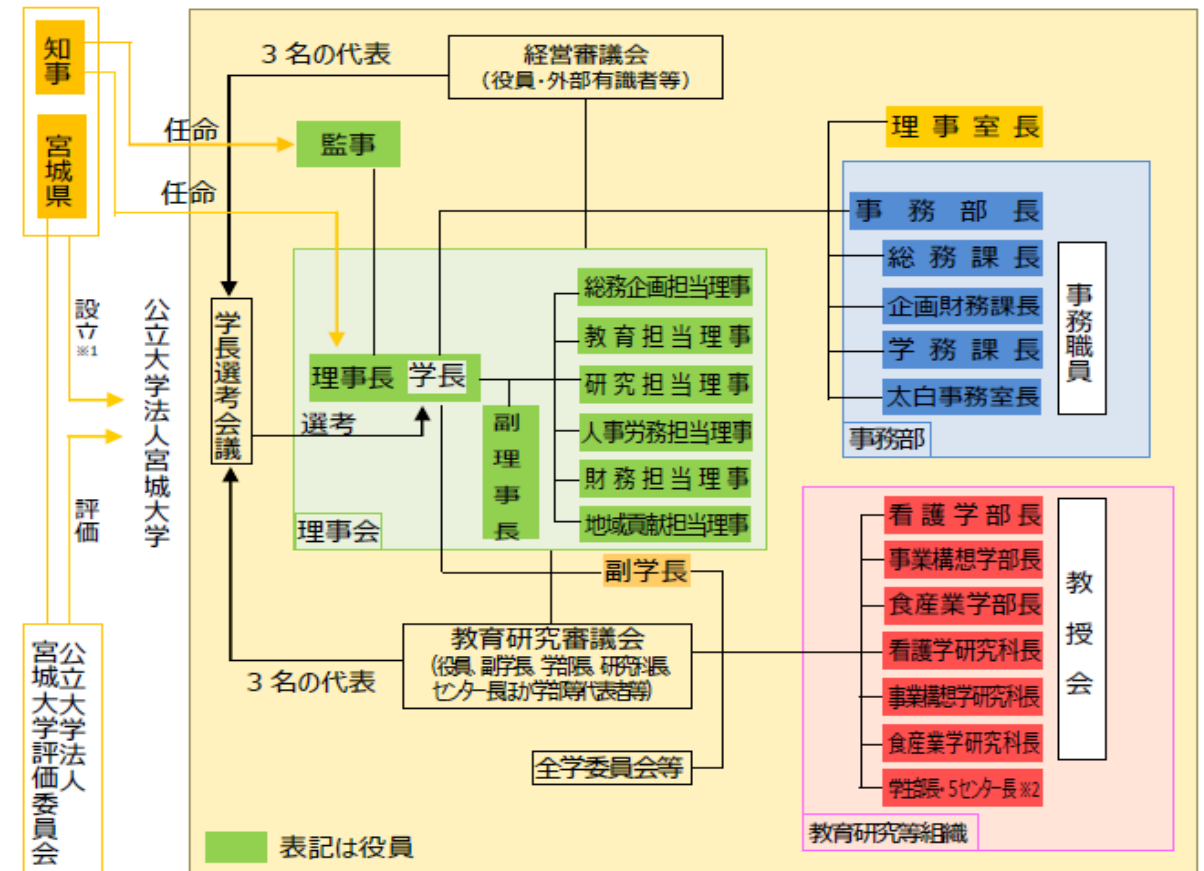 知事
宮城県
任命
任命
設立
※1
評価
公立大学法人宮城大学
公立大学法人
宮城大学評価委員会
3名の代表
経営審議会
（役員・外部有識者等）
監事
学長選考会議
選考
理事長
学長
副理事長
総務企画担当理事
教育担当理事
研究担当理事
人事労務担当理事
財務担当理事
地域貢献担当理事
理事会
理事室長
事務部長
総務課長
企画財務課長
学務課長
太白事務室長
事務職員
事務部
副学長
教育研究審議会
(役員、副学長、学部長、研究科長、
センター長ほか学部等代表者等)
3名の代表
全学委員会等
看護学部長
事業構想学部長
食産業学部長
看護学研究科長
事業構想学研究科長
食産業学研究科長
学生部長・5センター長 ※2
教授会
教育研究等組織
表記は役員